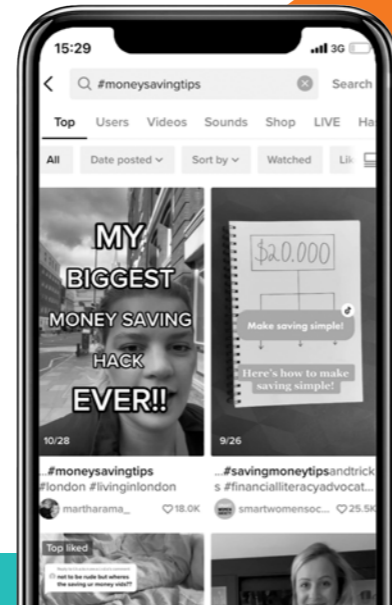 15:29
3G
#moneysavingtips
Search
Top Users Videos Sounds Shop LIVE Ha
All Date posted Sort by Watched Lik
MY
BIGGEST
MONEY SAVING
HACK
EVER!!
10/28
$20.000
Make saving simple!
Here's how to make
saving simple!
9/26
...#moneysavingtips
#london #livinginlondon
martharama_ 18.0K
...#savingmoneytipsandtrick
s #financialliteracyadvocat...
smartwomensoc... 25.5K
Top liked
not to be rude but wheres
the saving ur money vids??